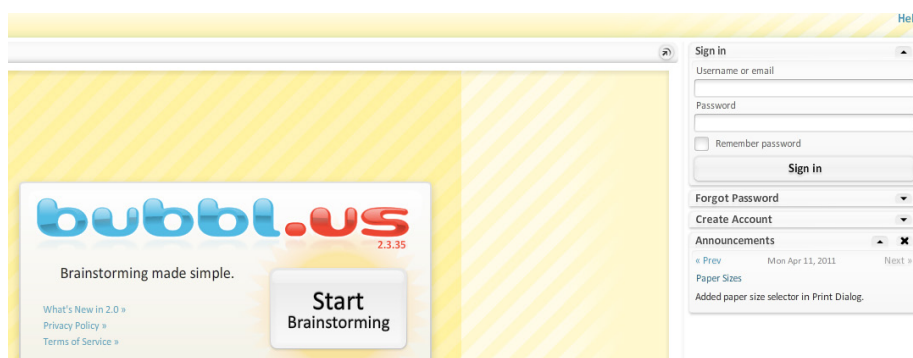 Hel
Sign in
Username or email
Password
Remember password
Sign in
Forgot Password
Create Account
Announcements
« Prev Mon Apr 11, 2011 Next »
Paper Sizes
Added paper size selector in Print Dialog.
bubbl.us
2.3.35
Brainstorming made simple.
Start
Brainstorming
What's New in 2.0 »
Privacy Policy »
Terms of Service »